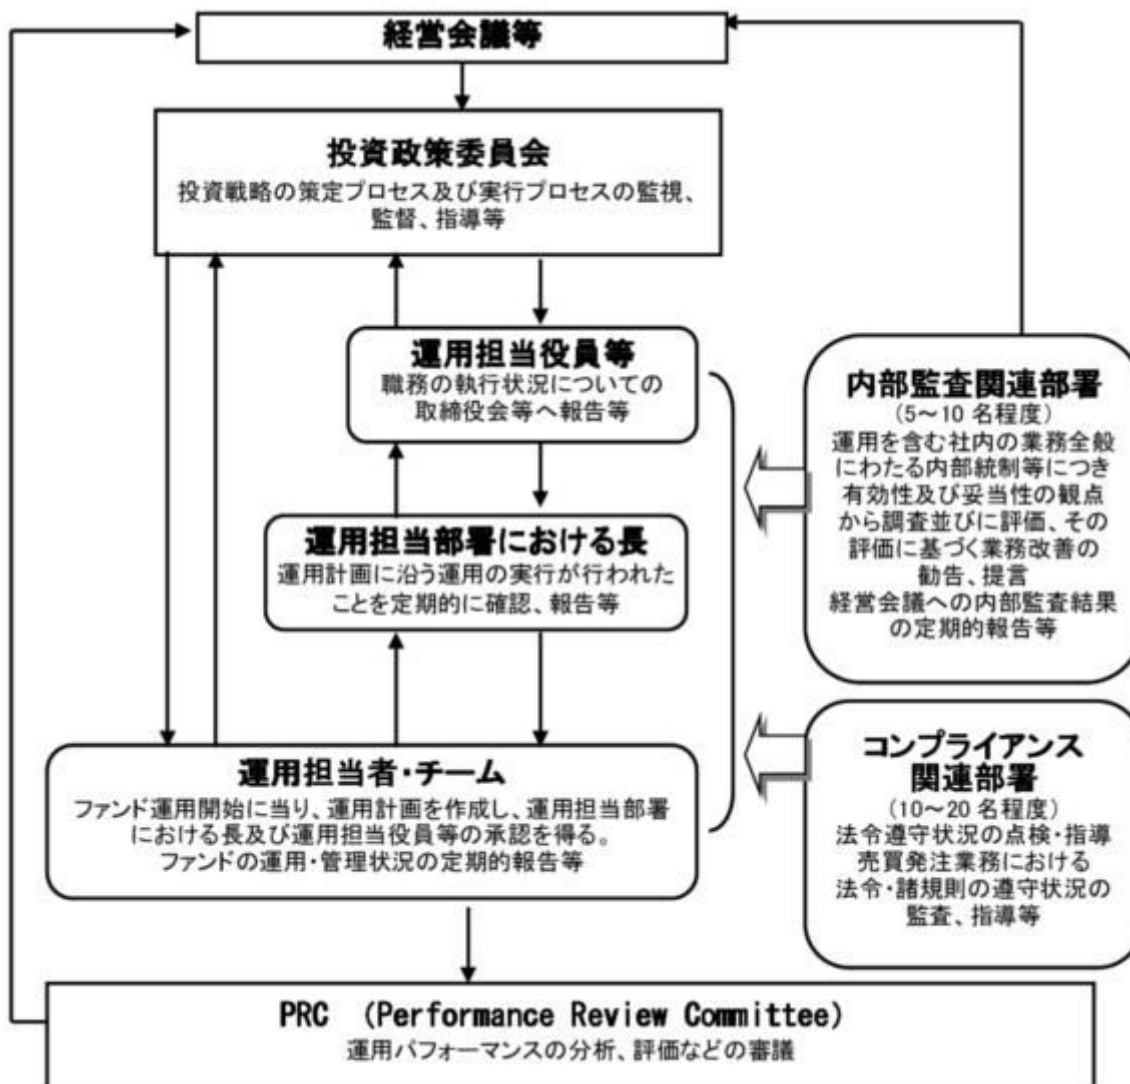 経営会議等
投資政策委員会
投資戦略の策定プロセス及び実行プロセスの監視、
監督、指導等
運用担当役員等
職務の執行状況についての
取締役会等へ報告等
運用担当部署における長
運用計画に沿う運用の実行が行われた
ことを定期的に確認、報告等
運用担当者・チーム
ファンド運用開始に当り、運用計画を作成し、運用担当部署
における長及び運用担当役員等の承認を得る。
ファンドの運用・管理状況の定期的報告等
内部監査関連部署
(5～10 名程度)
運用を含む社内の業務全般
にわたる内部統制等につき
有効性及び妥当性の観点
から調査並びに評価、その
評価に基づく業務改善の
勧告、提言
経営会議への内部監査結果
の定期的報告等
コンプライアンス
関連部署
(10～20 名程度)
法令遵守状況の点検・指導
売買発注業務における
法令・諸規則の遵守状況の
監査、指導等
PRC （Performance Review Committee）
運用パフォーマンスの分析、評価などの審議